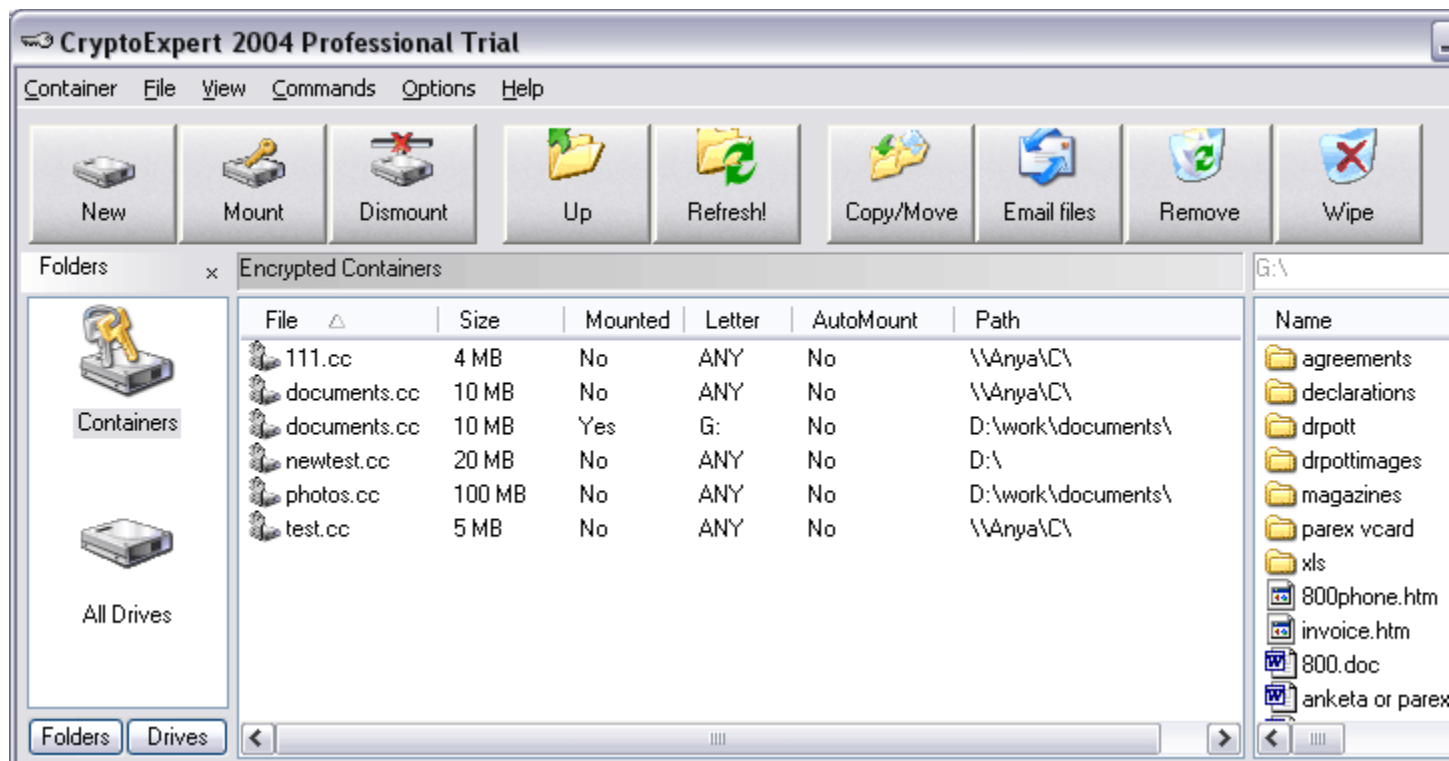 CryptoExpert 2004 Professional Trial
Container File View Commands Options Help
New Mount Dismount Up Refresh! Copy/Move Email files Remove Wipe
Folders × Encrypted Containers G:\
File Size Mounted Letter AutoMount Path Name
111.cc 4 MB No ANY No \\Anya\C\ agreements
documents.cc 10 MB No ANY No \\Anya\C\ declarations
Containers documents.cc 10 MB Yes G: No D:\work\documents\ drpott
newtest.cc 20 MB No ANY No D:\ drpottimages
photos.cc 100 MB No ANY No D:\work\documents\ magazines
test.cc 5 MB No ANY No \\Anya\C\ parex vcard
xls
All Drives 800phone.htm
invoice.htm
800.doc
anketa or parex
Folders Drives